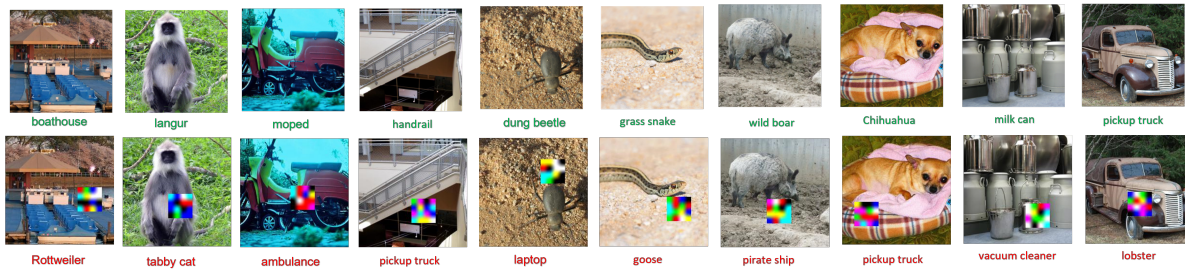 boathouse langur moped handrail dung beetle grass snake wild boar Chihuahua milk can pickup truck
Rottweiler tabby cat ambulance pickup truck laptop goose pirate ship pickup truck vacuum cleaner lobster